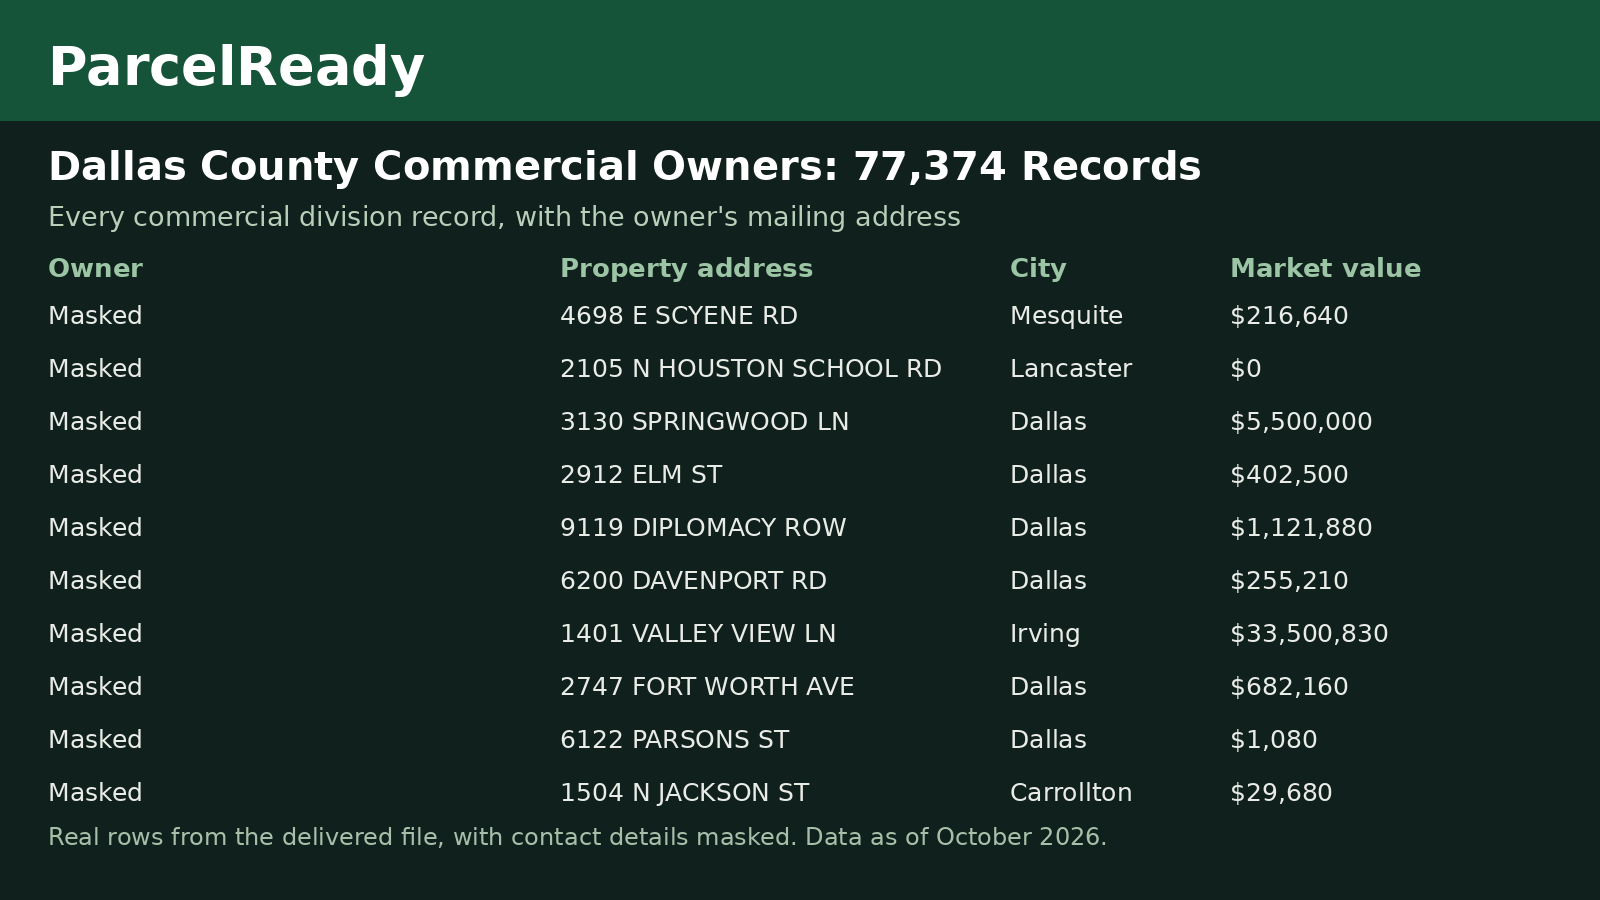 ParcelReady
Dallas County Commercial Owners: 77,374 Records
Every commercial division record, with the owner's mailing address
Owner Property address City Market value
Masked 4698 E SCYENE RD Mesquite $216,640
Masked 2105 N HOUSTON SCHOOL RD Lancaster $0
Masked 3130 SPRINGWOOD LN Dallas $5,500,000
Masked 2912 ELM ST Dallas $402,500
Masked 9119 DIPLOMACY ROW Dallas $1,121,880
Masked 6200 DAVENPORT RD Dallas $255,210
Masked 1401 VALLEY VIEW LN Irving $33,500,830
Masked 2747 FORT WORTH AVE Dallas $682,160
Masked 6122 PARSONS ST Dallas $1,080
Masked 1504 N JACKSON ST Carrollton $29,680
Real rows from the delivered file, with contact details masked. Data as of October 2026.